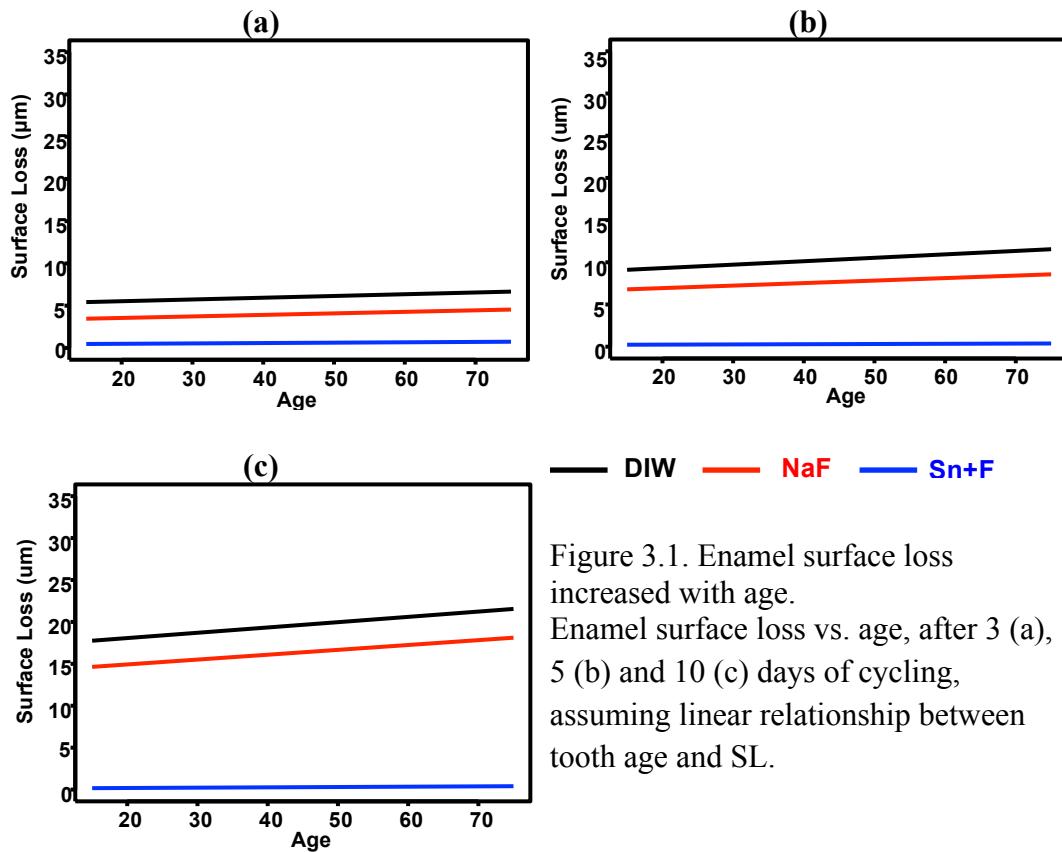 (a)
Surface Loss (µm)
35
30
25
20
15
10
5
0
20 30 40 50 60 70
Age
(b)
Surface Loss (um)
35
30
25
20
15
10
5
0
20 30 40 50 60 70
Age
(c)
Surface Loss (um)
35
30
25
20
15
10
5
0
20 30 40 50 60 70
Age
DIW NaF Sn+F
Figure 3.1. Enamel surface loss
increased with age.
Enamel surface loss vs. age, after 3 (a),
5 (b) and 10 (c) days of cycling,
assuming linear relationship between
tooth age and SL.